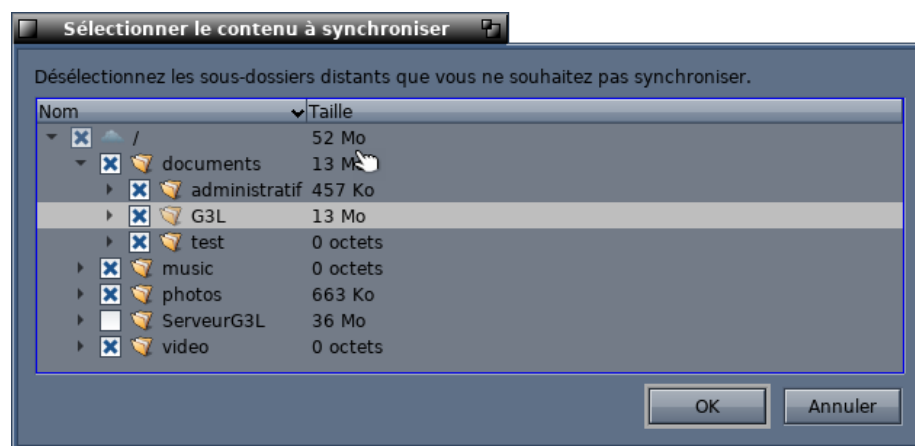 Sélectionner le contenu à synchroniser
Désélectionnez les sous-dossiers distants que vous ne souhaitez pas synchroniser.
Nom Taille
/ 52 Mo
documents 13 Mo
administratif 457 Ko
G3L 13 Mo
test 0 octets
music 0 octets
photos 663 Ko
ServeurG3L 36 Mo
video 0 octets
OK Annuler